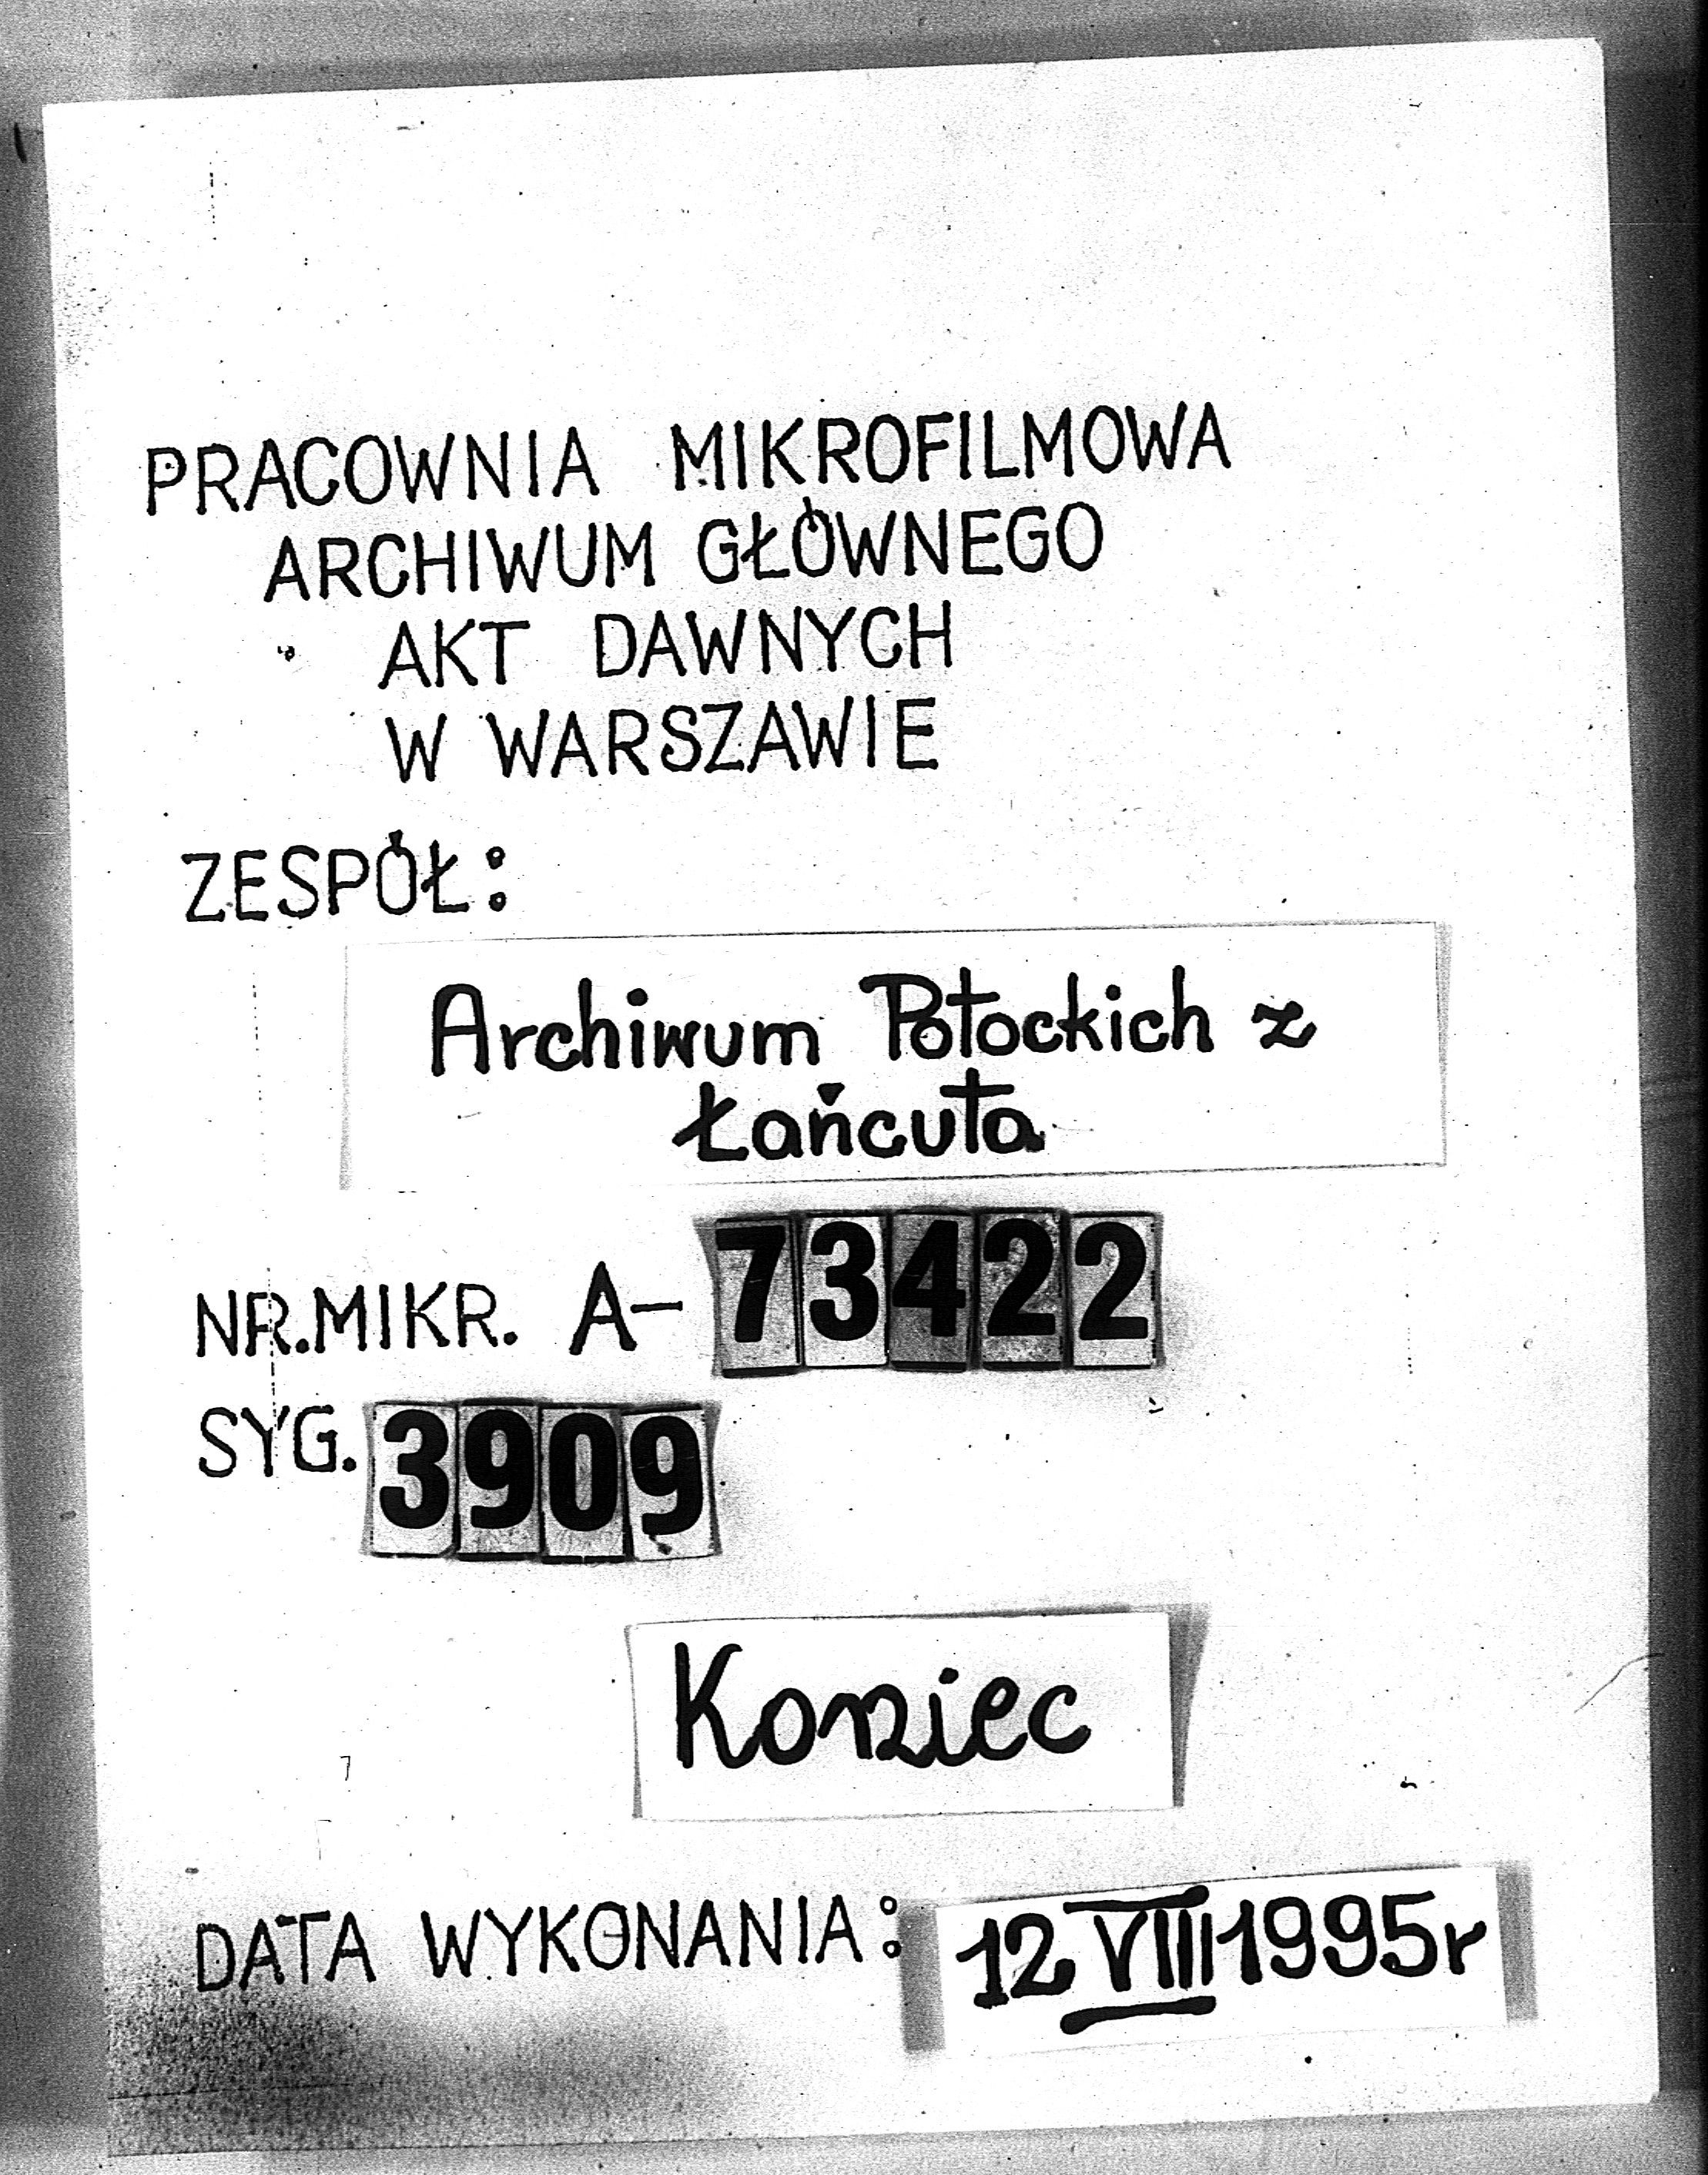 PRACOWNIA MIKROFILMOWA
ARCHIWUM GŁÓWNEGO
AKT DAWNYCH
W WARSZAWIE
ZESPÓŁ:
Archiwum Potockich z
Łańcuta
NR.MIKR. A- 73422
SYG. 3909
Koniec
DATA WYKONANIA: 12 VIII 1995r